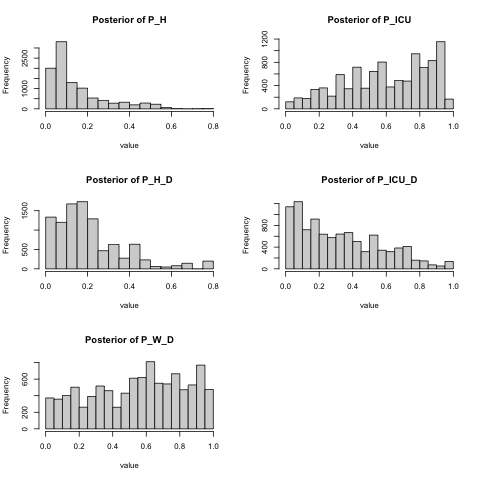 Posterior of P_H
Frequency
0 1000 2500
0.0 0.2 0.4 0.6 0.8
value
Posterior of P_ICU
Frequency
0 400 800 1200
0.0 0.2 0.4 0.6 0.8 1.0
value
Posterior of P_H_D
Frequency
0 500 1500
0.0 0.2 0.4 0.6 0.8
value
Posterior of P_ICU_D
Frequency
0 400 800
0.0 0.2 0.4 0.6 0.8 1.0
value
Posterior of P_W_D
Frequency
0 200 600
0.0 0.2 0.4 0.6 0.8 1.0
value